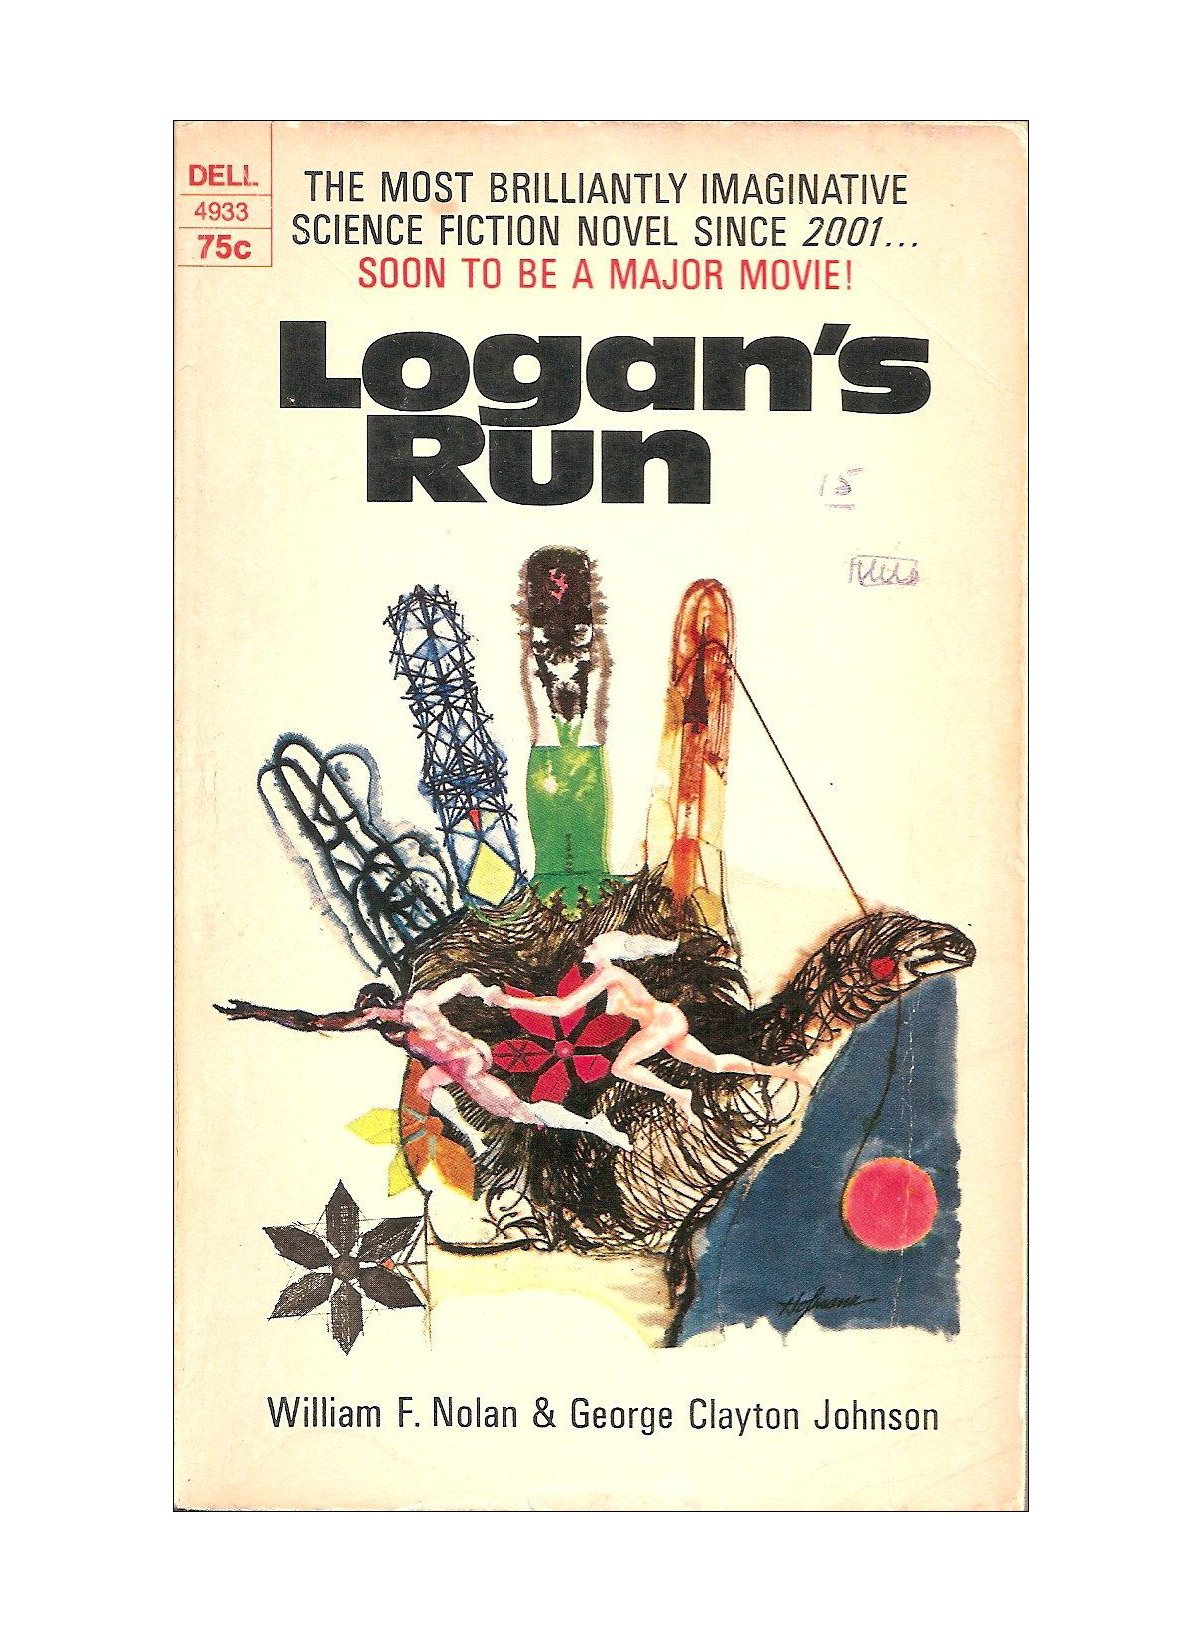 DELL
4933
75c
THE MOST BRILLIANTLY IMAGINATIVE
SCIENCE FICTION NOVEL SINCE 2001...
SOON TO BE A MAJOR MOVIE!
Logan's
Run
15
William F. Nolan & George Clayton Johnson